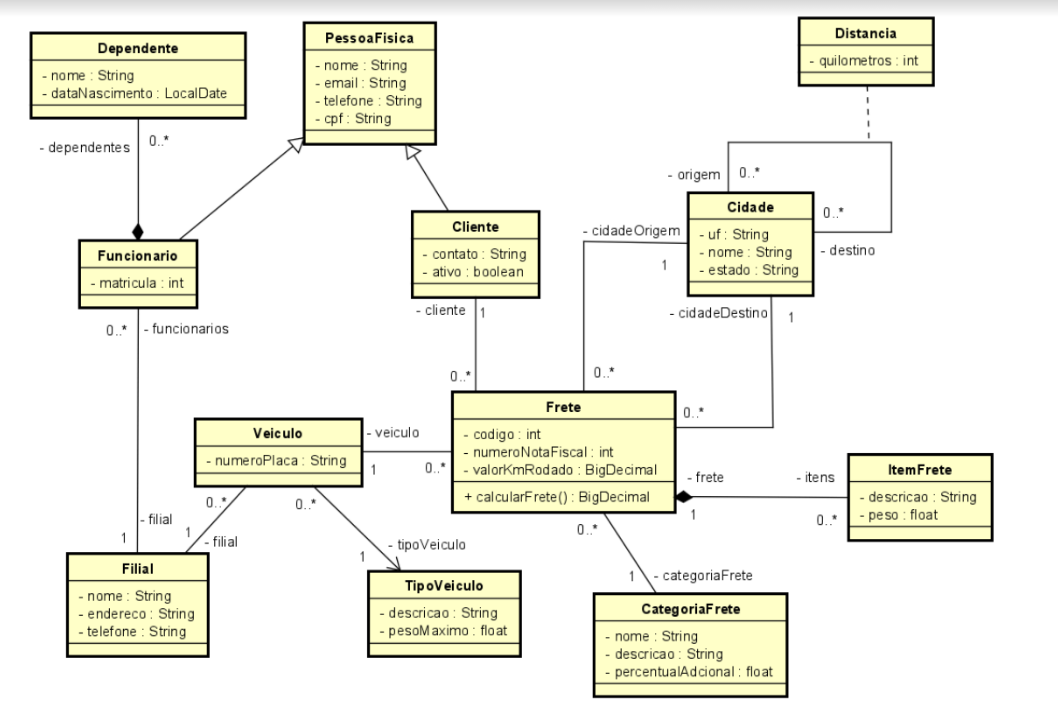 Dependente
- nome : String
- dataNascimento : LocalDate
PessoaFisica
- nome : String
- email : String
- telefone : String
- cpf : String
Distancia
- quilometros : int
- dependentes
0..*
- origem
0..*
Cidade
- uf : String
- nome : String
- estado : String
0..*
- destino
- cidadeOrigem
1
Cliente
- contato : String
- ativo : boolean
Funcionario
- matricula : int
- cliente
1
- cidadeDestino
1
0..*
- funcionarios
0..*
0..*
0..*
Frete
- codigo : int
- numeroNotaFiscal : int
- valorKmRodado : BigDecimal
+ calcularFrete() : BigDecimal
Veiculo
- numeroPlaca : String
- veiculo
1
0..*
- frete
1
- itens
0..*
ItemFrete
- descricao : String
- peso : float
0..*
0..*
- filial
1
1
- filial
- tipoVeiculo
1
0..*
1
- categoriaFrete
Filial
- nome : String
- endereco : String
- telefone : String
TipoVeiculo
- descricao : String
- pesoMaximo : float
CategoriaFrete
- nome : String
- descricao : String
- percentualAdcional : float